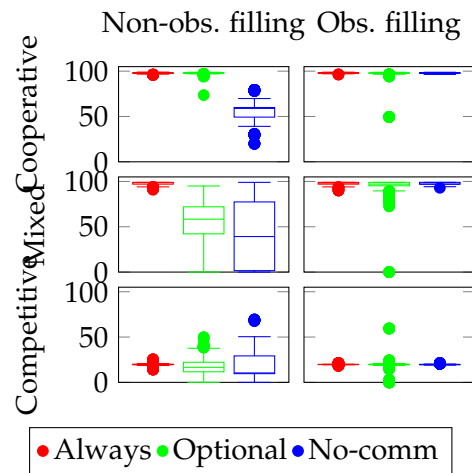 Non-obs. filling Obs. filling
Cooperative
100
50
0
Mixed
100
50
0
Competitive
100
50
0
Always Optional No-comm